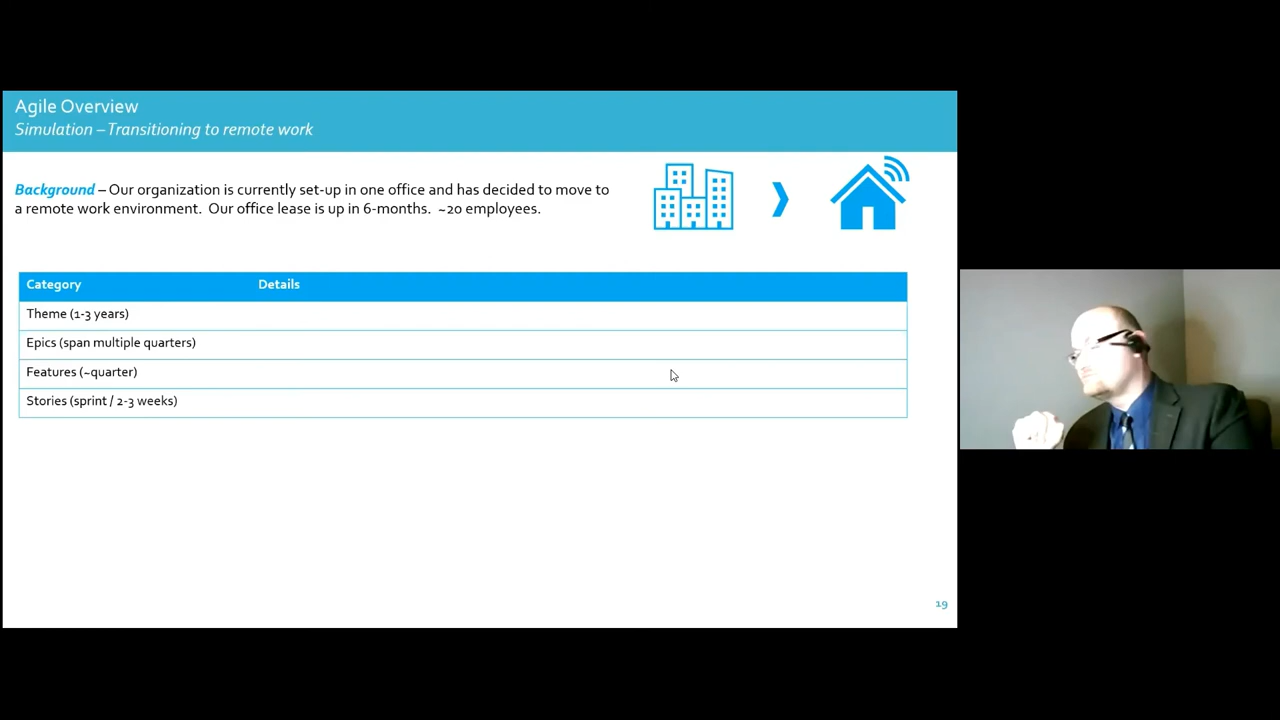 Agile Overview
Simulation – Transitioning to remote work
Background – Our organization is currently set-up in one office and has decided to move to
a remote work environment. Our office lease is up in 6-months. ~20 employees.
Category Details
Theme (1-3 years)
Epics (span multiple quarters)
Features (~quarter)
Stories (sprint / 2-3 weeks)
19